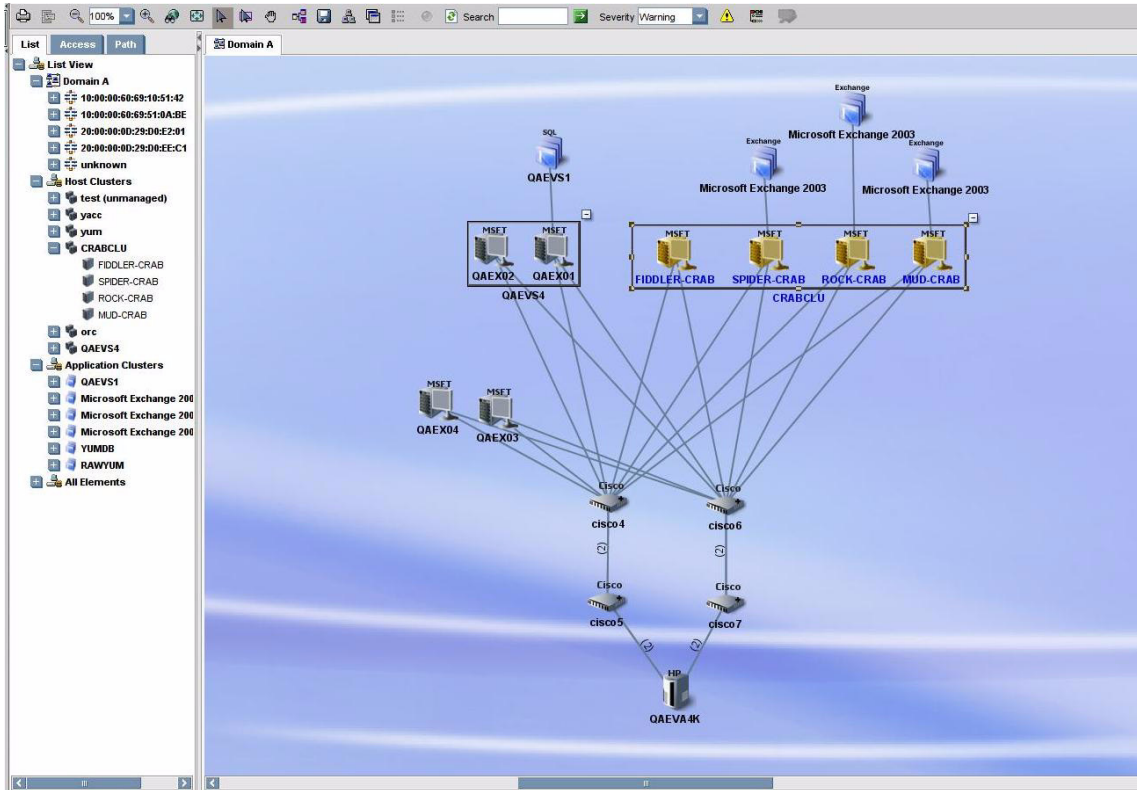 100%
Search
Severity
Warning
List
Access
Path
Domain A
List View
Domain A
10:00:00:60:69:10:51:42
10:00:00:60:69:51:0A:BE
20:00:00:0D:29:D0:E2:01
20:00:00:0D:29:D0:EE:C1
unknown
Host Clusters
test (unmanaged)
yacc
yum
CRABCLU
FIDDLER-CRAB
SPIDER-CRAB
ROCK-CRAB
MUD-CRAB
orc
QAEVS4
Application Clusters
QAEVS1
Microsoft Exchange 200
Microsoft Exchange 200
Microsoft Exchange 200
YUMDB
RAWYUM
All Elements
Exchange
Microsoft Exchange 2003
SQL
QAEVS1
Exchange
Microsoft Exchange 2003
Exchange
Microsoft Exchange 2003
MSFT
QAEX02
MSFT
QAEX01
QAEVS4
MSFT
FIDDLER-CRAB
MSFT
SPIDER-CRAB
MSFT
ROCK-CRAB
MSFT
MUD-CRAB
CRABCLU
MSFT
QAEX04
MSFT
QAEX03
Cisco
cisco4
Cisco
cisco6
(2)
(2)
Cisco
cisco5
Cisco
cisco7
(2)
(2)
HP
QAEVA4K